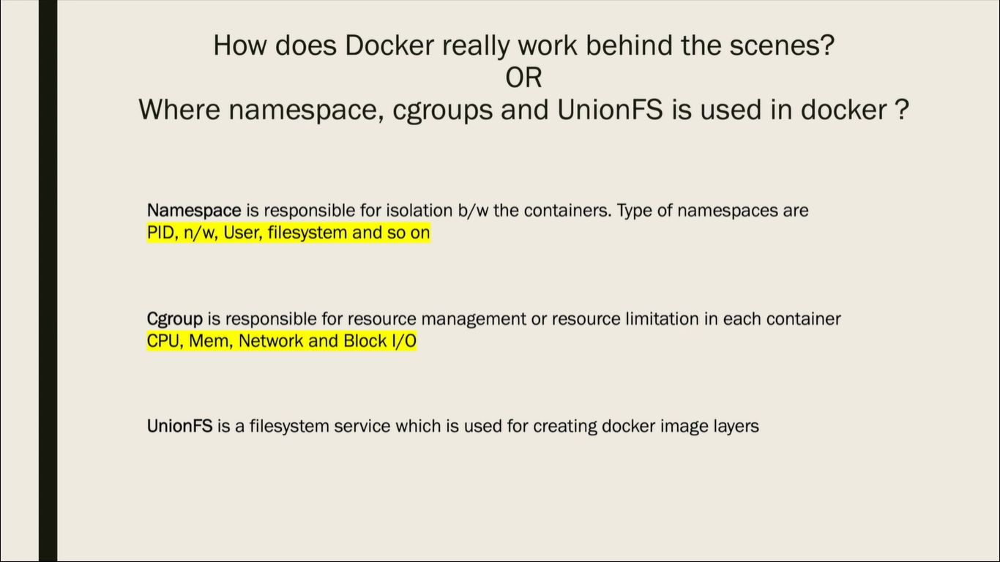 How does Docker really work behind the scenes?
OR
Where namespace, cgroups and UnionFS is used in docker ?
Namespace is responsible for isolation b/w the containers. Type of namespaces are
PID, n/w, User, filesystem and so on
Cgroup is responsible for resource management or resource limitation in each container
CPU, Mem, Network and Block I/O
UnionFS is a filesystem service which is used for creating docker image layers